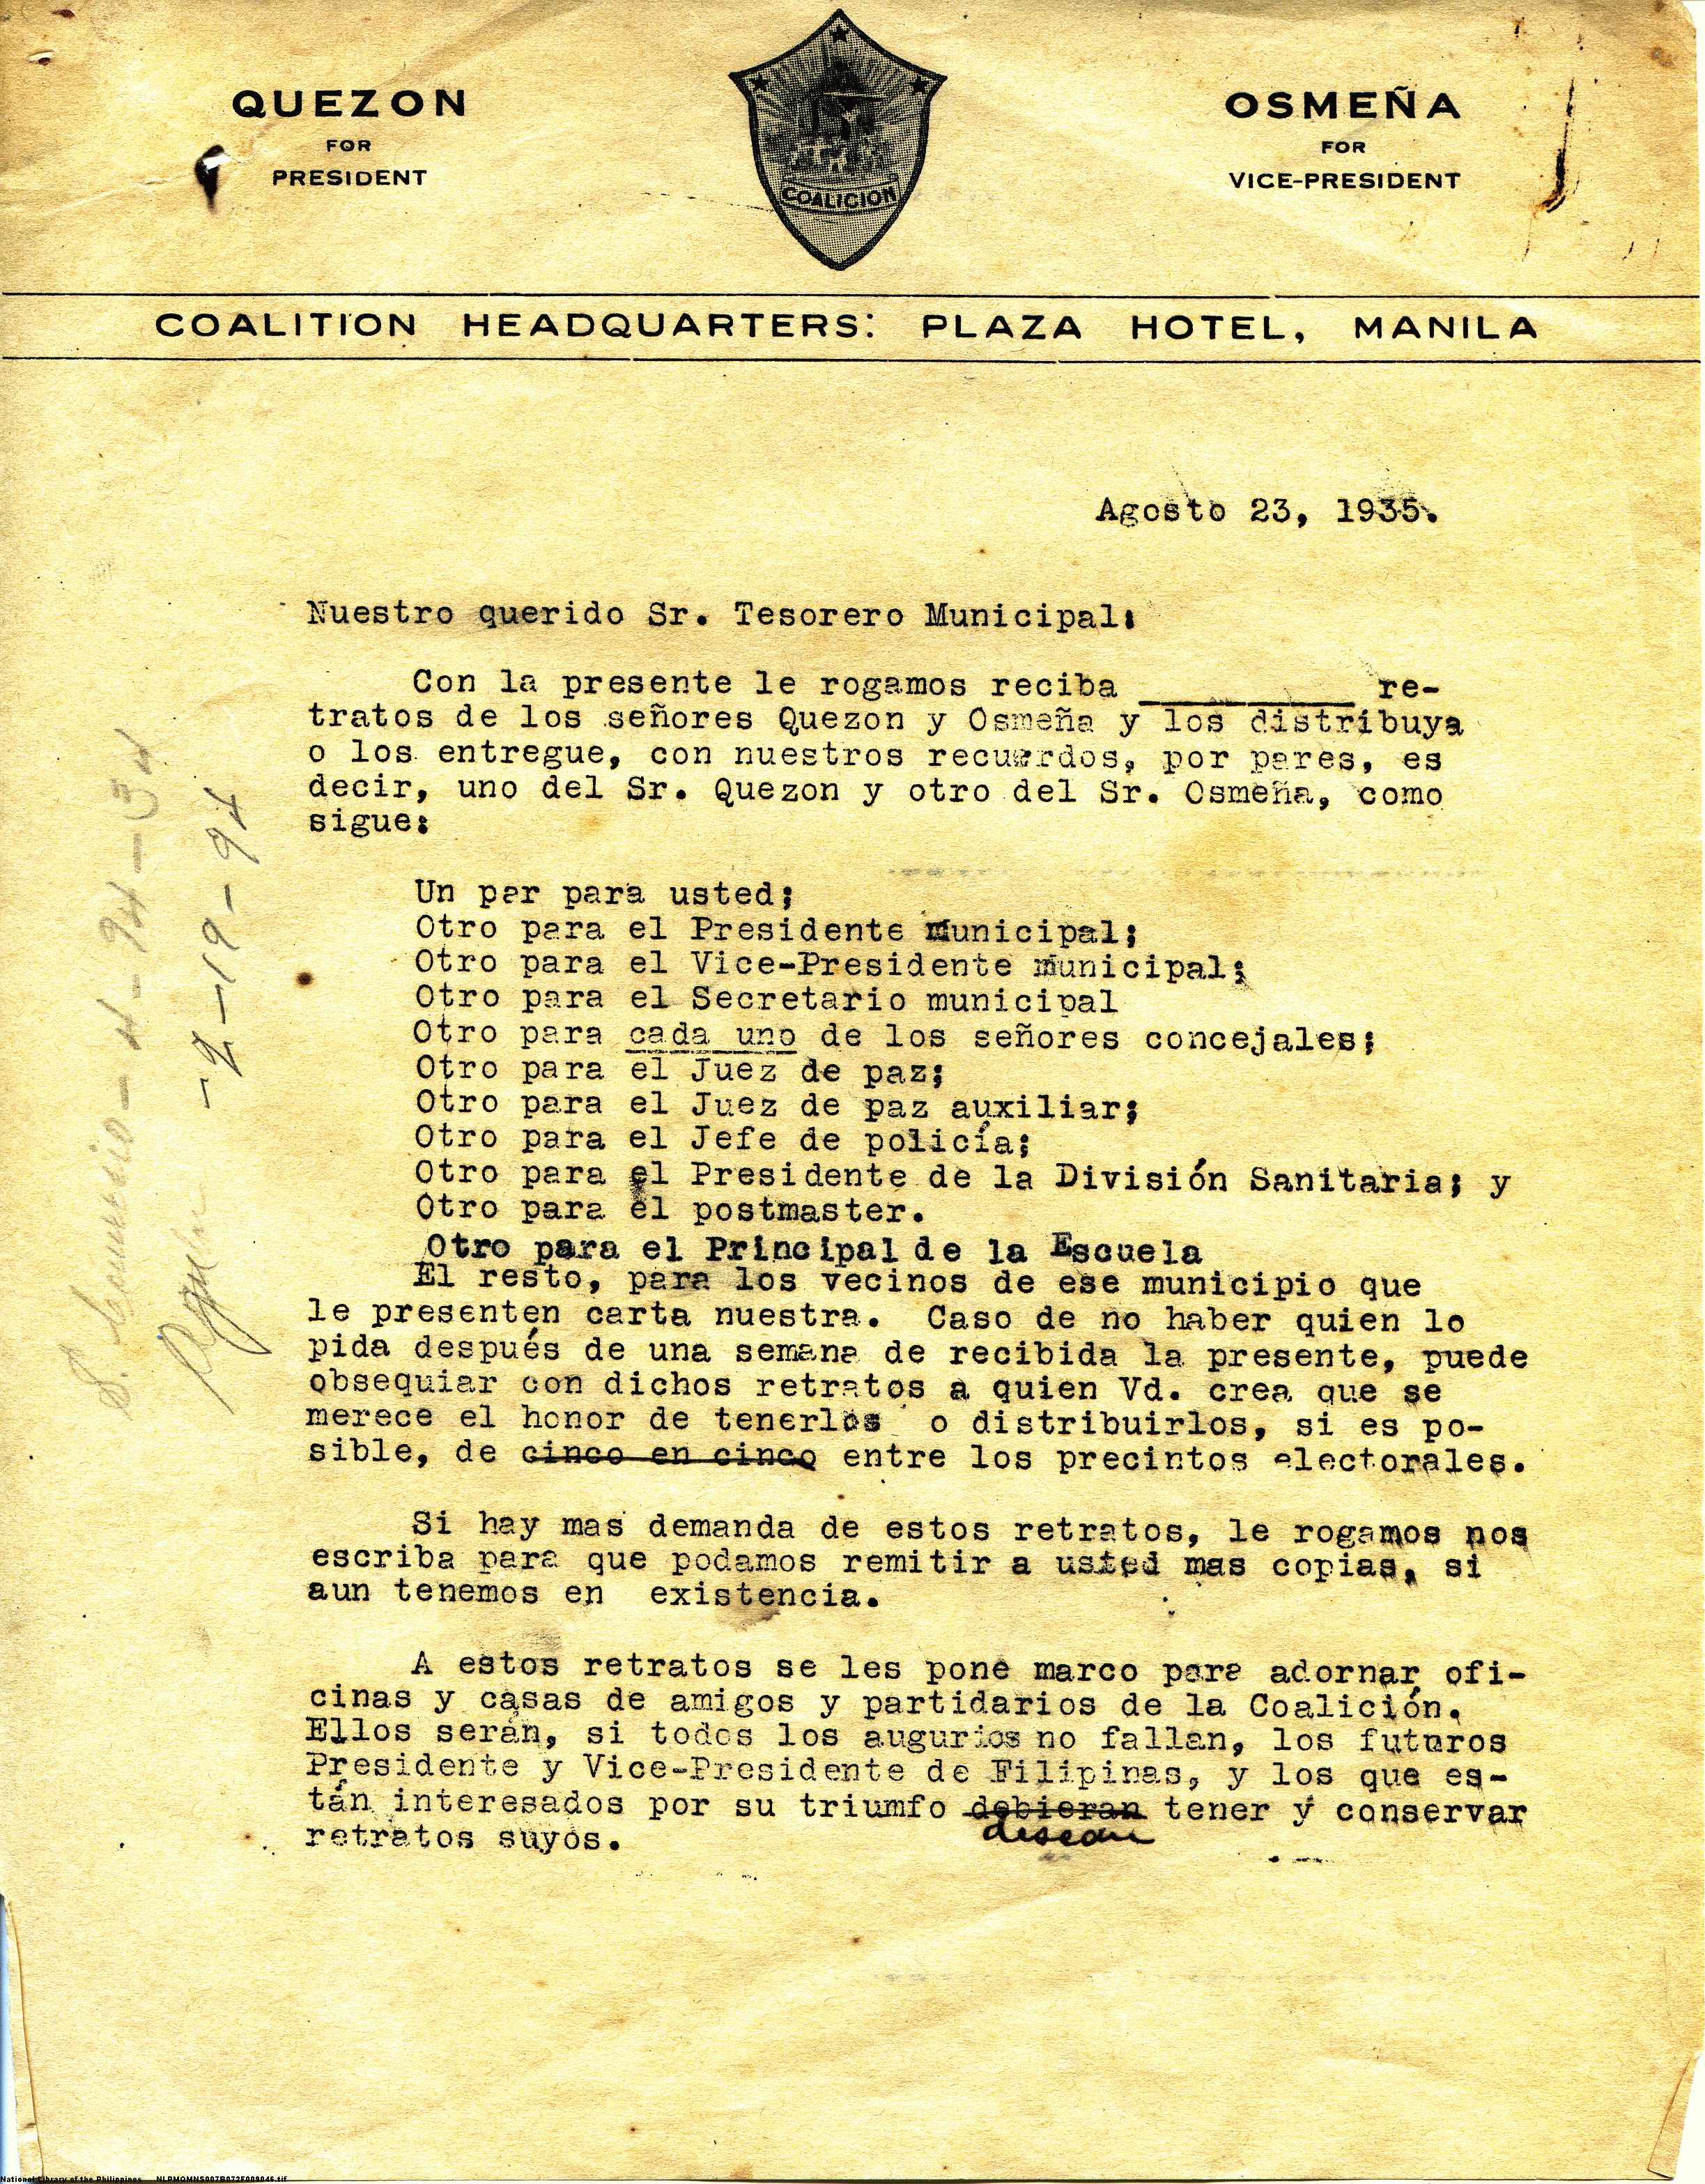 QUEZON
FOR
PRESIDENT
COALICION
OSMEÑA
FOR
VICE-PRESIDENT
COALITION HEADQUARTERS: PLAZA HOTEL, MANILA
Agosto 23, 1935.
Nuestro querido Sr. Tesorero Municipal:
Con la presente le rogamos reciba __________ re-
tratos de los señores Quezon y Osmeña y los distribuya
o los entregue, con nuestros recuerdos, por pares, es
decir, uno del Sr. Quezon y otro del Sr. Osmeña, como
sigue:
Un par para usted;
Otro para el Presidente municipal;
Otro para el Vice-Presidente municipal;
Otro para el Secretario municipal
Otro para cada uno de los señores concejales;
Otro para el Juez de paz;
Otro para el Juez de paz auxiliar;
Otro para el Jefe de policía;
Otro para el Presidente de la División Sanitaria; y
Otro para el postmaster.
Otro para el Principal de la Escuela
El resto, para los vecinos de ese municipio que
le presenten carta nuestra. Caso de no haber quien lo
pida después de una semana de recibida la presente, puede
obsequiar con dichos retratos a quien Vd. crea que se
merece el honor de tenerlos o distribuirlos, si es po-
sible, de cinco en cinco entre los precintos electorales.
Si hay mas demanda de estos retratos, le rogamos nos
escriba para que podamos remitir a usted mas copias, si
aun tenemos en existencia.
A estos retratos se les pone marco para adornar ofi-
cinas y casas de amigos y partidarios de la Coalición.
Ellos serán, si todos los augurios no fallan, los futuros
Presidente y Vice-Presidente de Filipinas, y los que es-
tán interesados por su triumfo debieran tener y conservar
desean
retratos suyos.
National Library of the Philippines